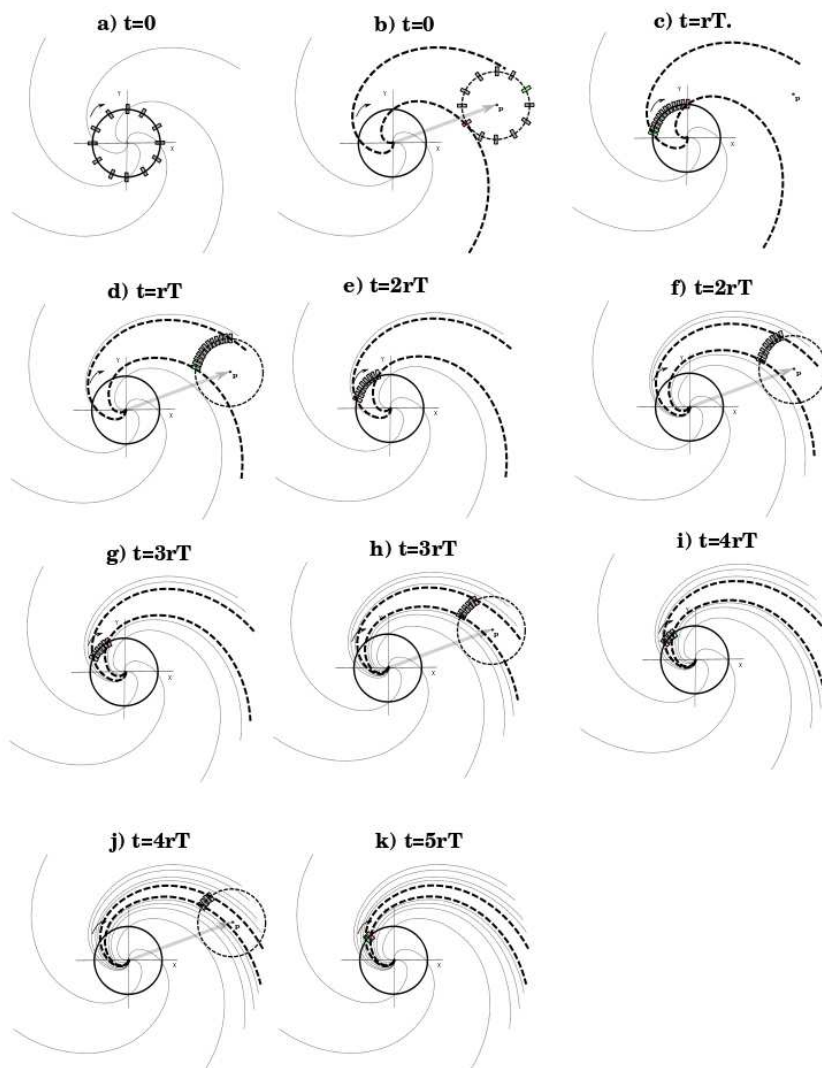 a) t=0
b) t=0
c) t=rT.
Y
X
Y
X
P
Y
X
P
d) t=rT
e) t=2rT
f) t=2rT
Y
X
P
Y
X
Y
X
P
g) t=3rT
h) t=3rT
i) t=4rT
Y
X
P
X
Y
X
j) t=4rT
k) t=5rT
X
P
X